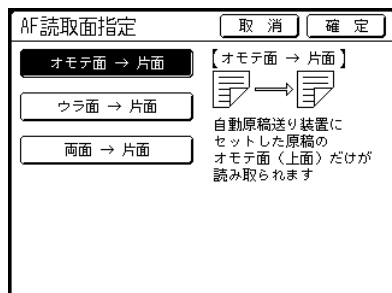 AF読取面指定
取 消
確 定
オモテ面 → 片面
ウラ面 → 片面
両面 → 片面
【オモテ面 → 片面】
自動原稿送り装置に
セットした原稿の
オモテ面（上面）だけが
読み取られます